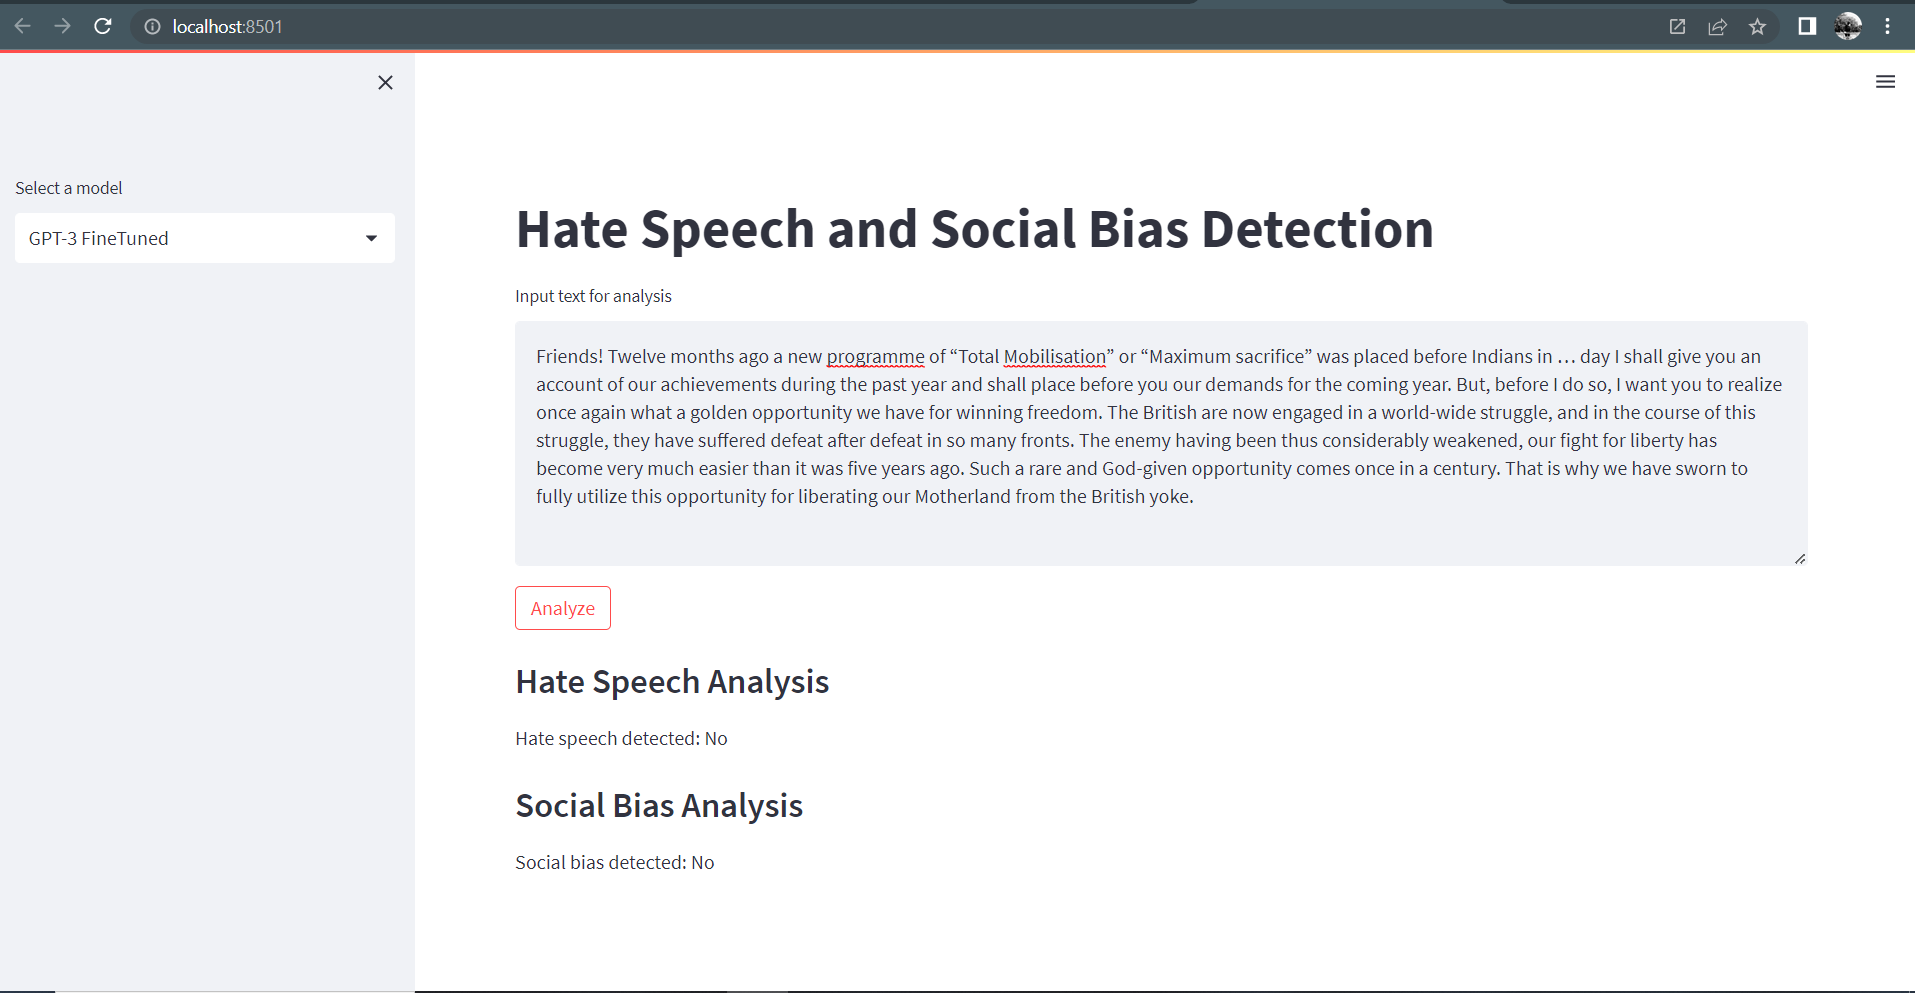 localhost:8501
Select a model
GPT-3 FineTuned
Hate Speech and Social Bias Detection
Input text for analysis
Friends! Twelve months ago a new programme of “Total Mobilisation” or “Maximum sacrifice” was placed before Indians in … day I shall give you an
account of our achievements during the past year and shall place before you our demands for the coming year. But, before I do so, I want you to realize
once again what a golden opportunity we have for winning freedom. The British are now engaged in a world-wide struggle, and in the course of this
struggle, they have suffered defeat after defeat in so many fronts. The enemy having been thus considerably weakened, our fight for liberty has
become very much easier than it was five years ago. Such a rare and God-given opportunity comes once in a century. That is why we have sworn to
fully utilize this opportunity for liberating our Motherland from the British yoke.
Analyze
Hate Speech Analysis
Hate speech detected: No
Social Bias Analysis
Social bias detected: No